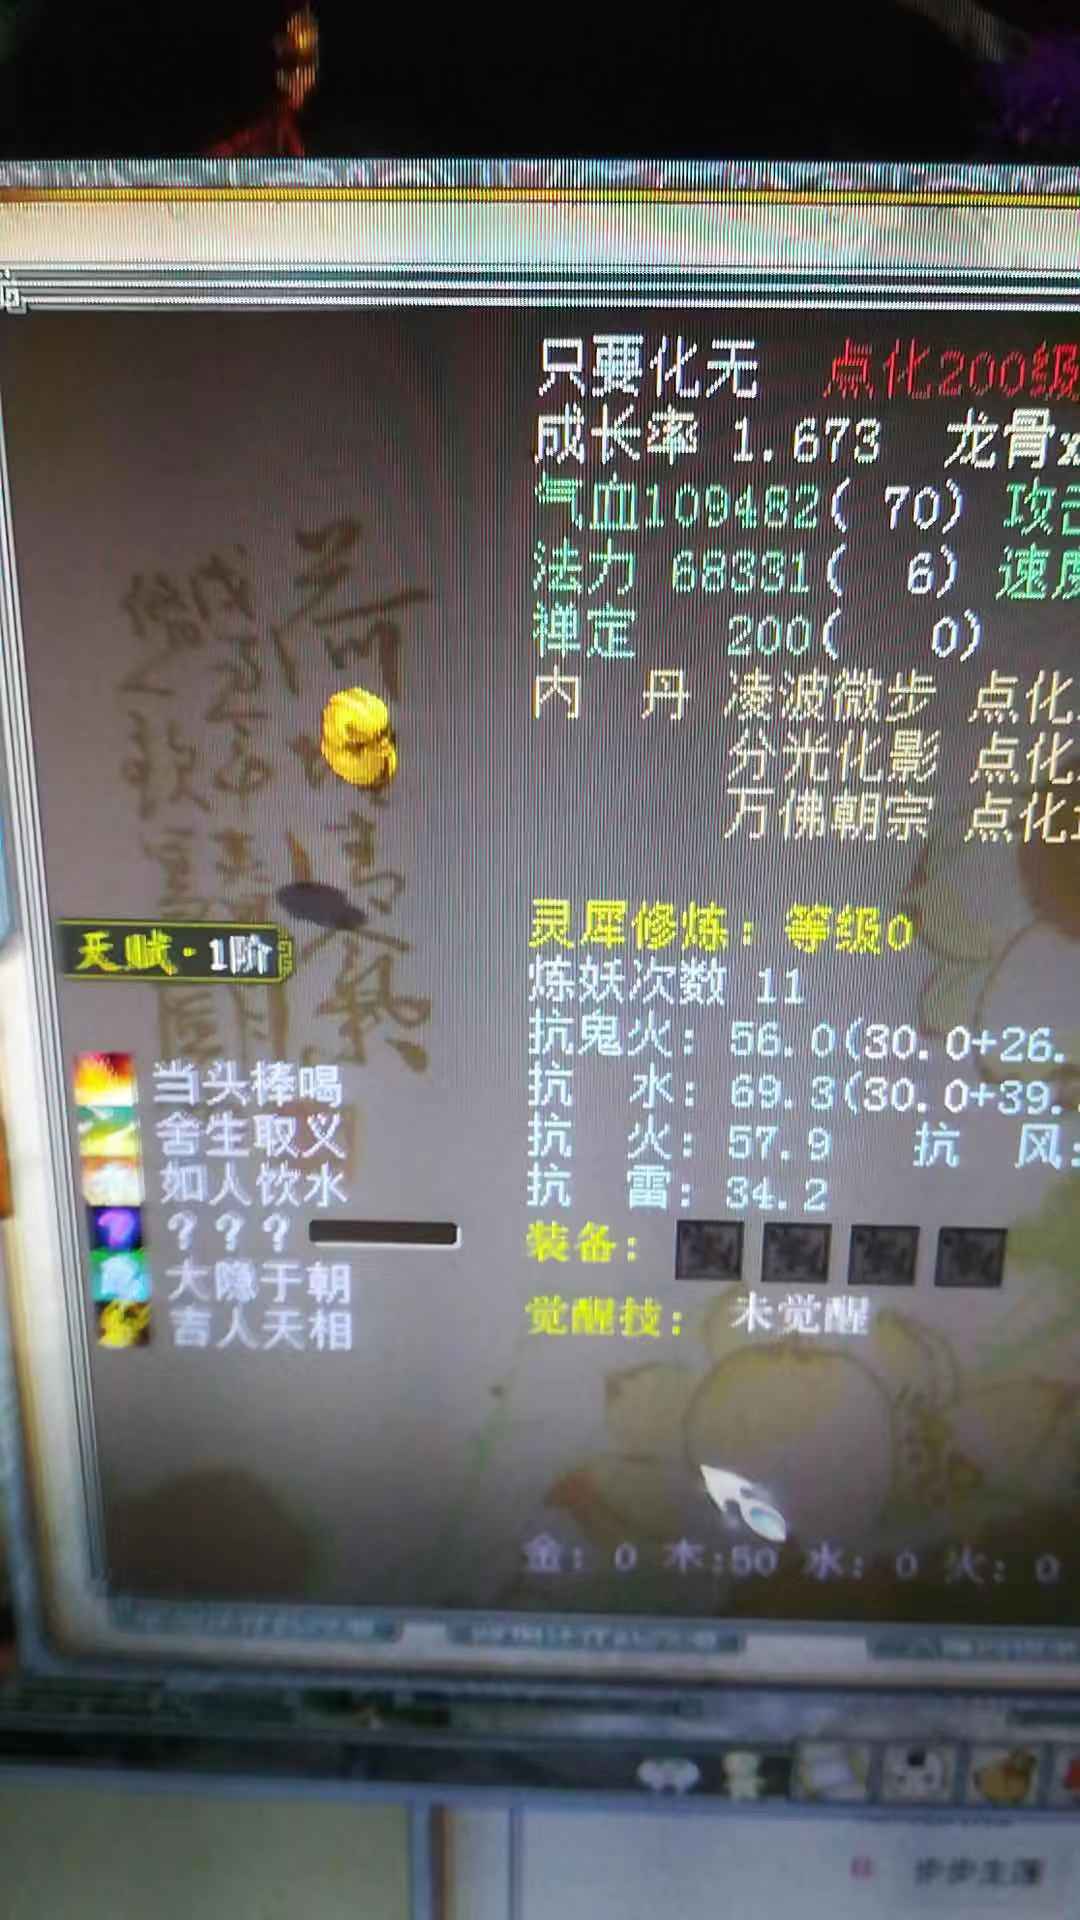 只要化无 点化200级
成长率 1.673 龙骨x
气血109482( 70) 攻
法力 68331( 6) 速度
禅定 200( 0)
内 丹 凌波微步 点化
分光化影 点化
万佛朝宗 点化
天赋·1阶
当头棒喝
舍生取义
如人饮水
???
大隐于朝
吉人天相
灵犀修炼: 等级0
炼妖次数 11
抗鬼火: 56.0(30.0+26.
抗 水: 69.3(30.0+39.
抗 火: 57.9 抗 风:
抗 雷: 34.2
装备:
觉醒技: 未觉醒
金: 0 木:50 水: 0 火: 0
步步生莲